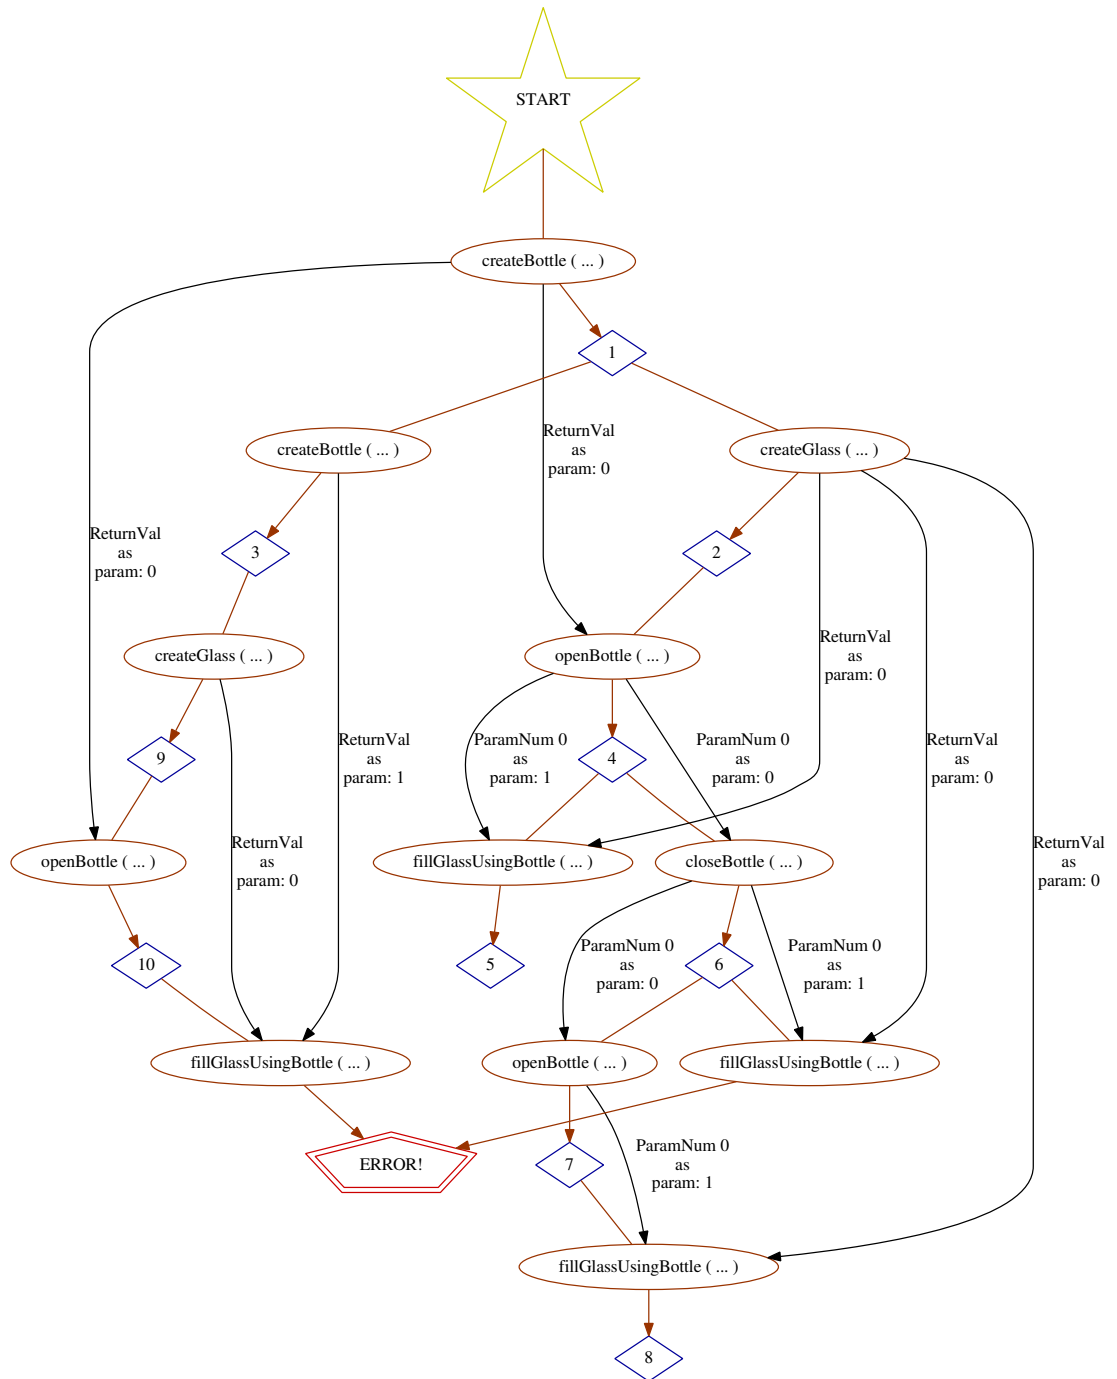 START
createBottle ( ... )
1
createBottle ( ... )
ReturnVal
as
param: 0
createGlass ( ... )
ReturnVal
as
param: 0
3
2
createGlass ( ... )
openBottle ( ... )
ReturnVal
as
param: 0
9
ReturnVal
as
param: 1
ParamNum 0
as
param: 1
4
ParamNum 0
as
param: 0
ReturnVal
as
param: 0
openBottle ( ... )
ReturnVal
as
param: 0
fillGlassUsingBottle ( ... )
closeBottle ( ... )
ReturnVal
as
param: 0
10
5
ParamNum 0
as
param: 0
6
ParamNum 0
as
param: 1
fillGlassUsingBottle ( ... )
openBottle ( ... )
fillGlassUsingBottle ( ... )
ERROR!
7
ParamNum 0
as
param: 1
fillGlassUsingBottle ( ... )
8